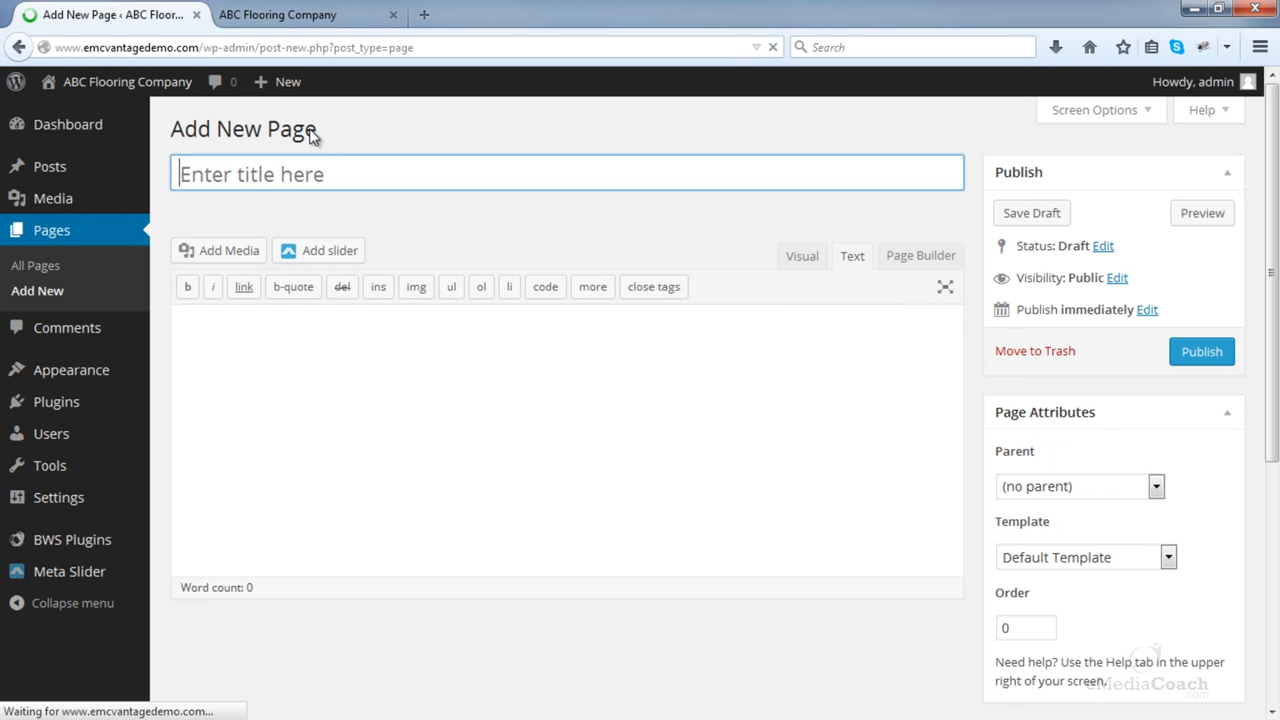 Add New Page ‹ ABC Floor...
ABC Flooring Company
www.emcvantagedemo.com/wp-admin/post-new.php?post_type=page
Search
ABC Flooring Company
0
New
Howdy, admin
Dashboard
Posts
Media
Pages
All Pages
Add New
Comments
Appearance
Plugins
Users
Tools
Settings
BWS Plugins
Meta Slider
Collapse menu
Screen Options
Help
Add New Page
Enter title here
Add Media
Add slider
Visual
Text
Page Builder
b
i
link
b-quote
del
ins
img
ul
ol
li
code
more
close tags
Word count: 0
Publish
Save Draft
Preview
Status: Draft Edit
Visibility: Public Edit
Publish immediately Edit
Move to Trash
Publish
Page Attributes
Parent
(no parent)
Template
Default Template
Order
0
Need help? Use the Help tab in the upper
right of your screen.
eMediaCoach
Waiting for www.emcvantagedemo.com...